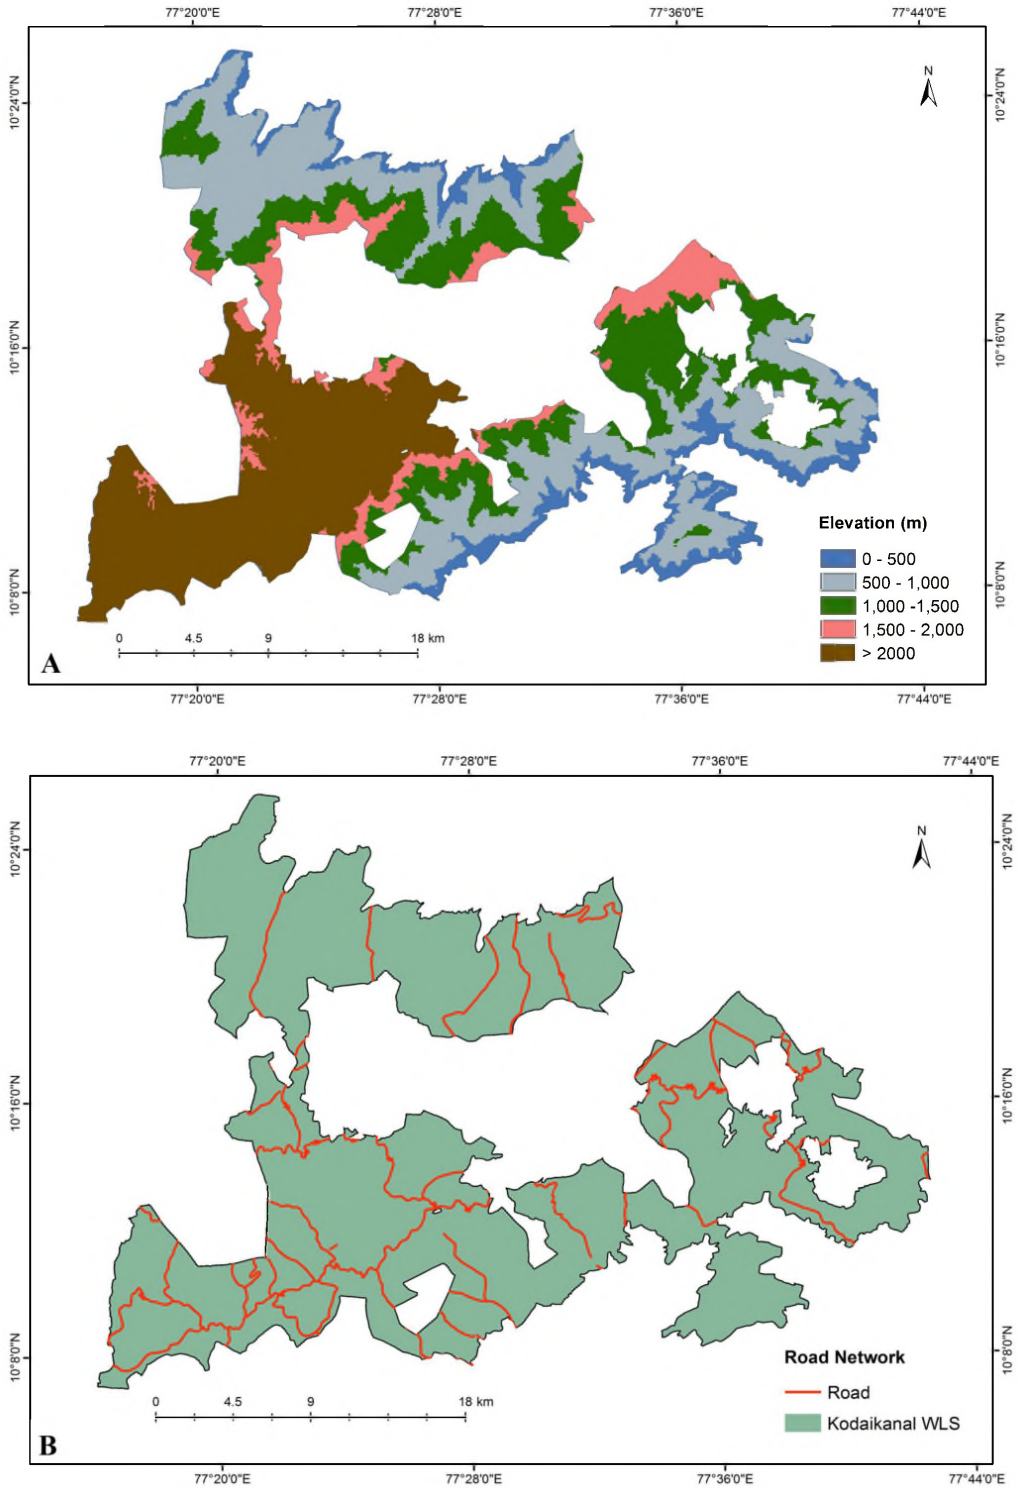 77°20'0"E 77°28'0"E 77°36'0"E 77°44'0"E
N
10°24'0"N 10°24'0"N
10°16'0"N 10°16'0"N
Elevation (m)
0 - 500
500 - 1,000
10°8'0"N 10°8'0"N
1,000 -1,500
1,500 - 2,000
> 2000
0 4.5 9 18 km
A
77°20'0"E 77°28'0"E 77°36'0"E 77°44'0"E
77°20'0"E 77°28'0"E 77°36'0"E 77°44'0"E
N
10°24'0"N 10°24'0"N
10°16'0"N 10°16'0"N
10°8'0"N 10°8'0"N
Road Network
Road
Kodaikanal WLS
0 4.5 9 18 km
B
77°20'0"E 77°28'0"E 77°36'0"E 77°44'0"E